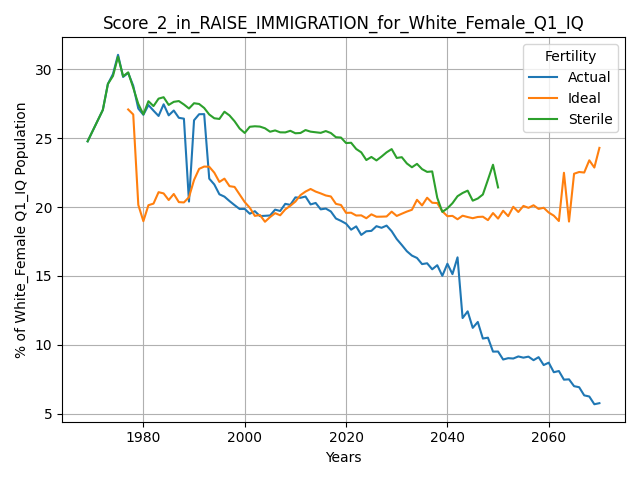 Score_2_in_RAISE_IMMIGRATION_for_White_Female_Q1_IQ
% of White_Female Q1_IQ Population
30
25
20
15
10
5
Fertility
Actual
Ideal
Sterile
1980
2000
2020
2040
2060
Years